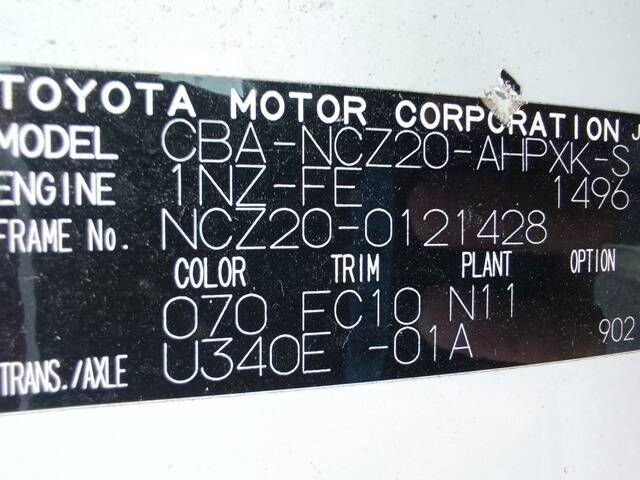 TOYOTA MOTOR CORPORATION J
MODEL CBA-NCZ20-AHPXK-S
ENGINE 1NZ-FE 1496
FRAME No. NCZ20-0121428
COLOR TRIM PLANT OPTION
070 EC10 N11
TRANS./AXLE U340E -01A 902